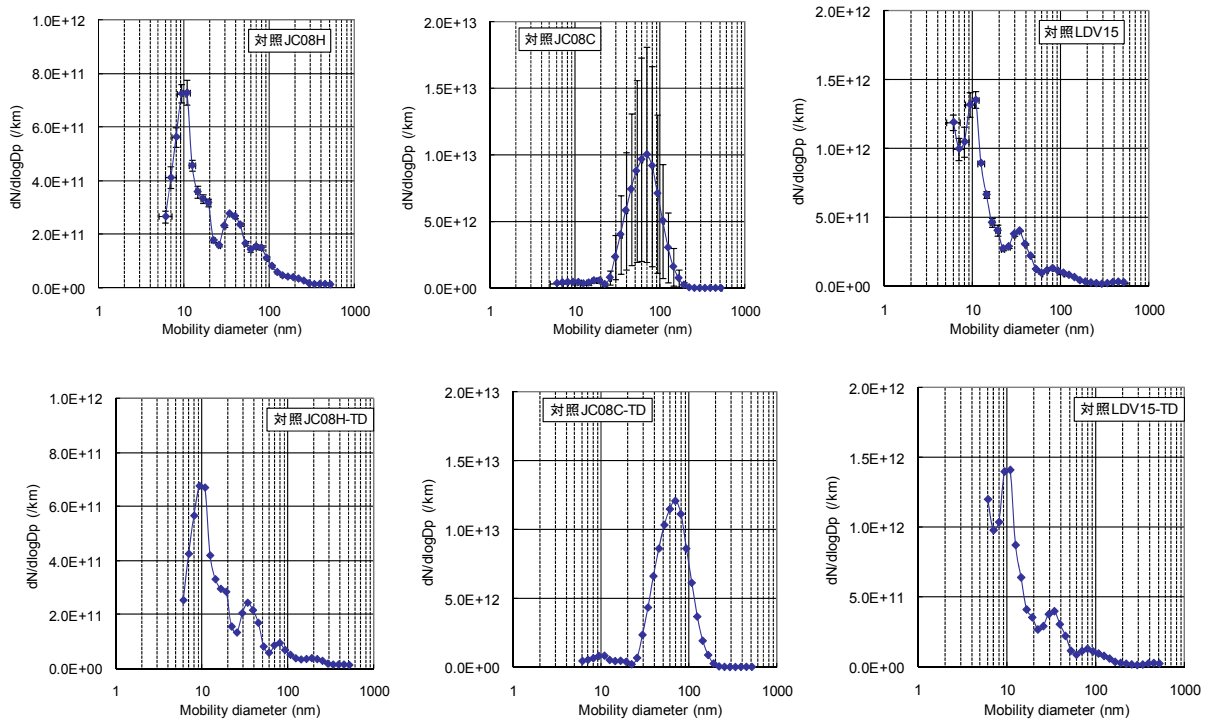 対照JC08H
dN/dlogDp (/km)
1.0E+12
8.0E+11
6.0E+11
4.0E+11
2.0E+11
0.0E+00
1 10 100 1000
Mobility diameter (nm)
対照JC08C
dN/dlogDp (/km)
2.0E+13
1.5E+13
1.0E+13
5.0E+12
0.0E+00
1 10 100 1000
Mobility diameter (nm)
対照LDV15
dN/dlogDp (/km)
2.0E+12
1.5E+12
1.0E+12
5.0E+11
0.0E+00
1 10 100 1000
Mobility diameter (nm)
対照JC08H-TD
dN/dlogDp (/km)
1.0E+12
8.0E+11
6.0E+11
4.0E+11
2.0E+11
0.0E+00
1 10 100 1000
Mobility diameter (nm)
対照JC08C-TD
dN/dlogDp (/km)
2.0E+13
1.5E+13
1.0E+13
5.0E+12
0.0E+00
1 10 100 1000
Mobility diameter (nm)
対照LDV15-TD
dN/dlogDp (/km)
2.0E+12
1.5E+12
1.0E+12
5.0E+11
0.0E+00
1 10 100 1000
Mobility diameter (nm)